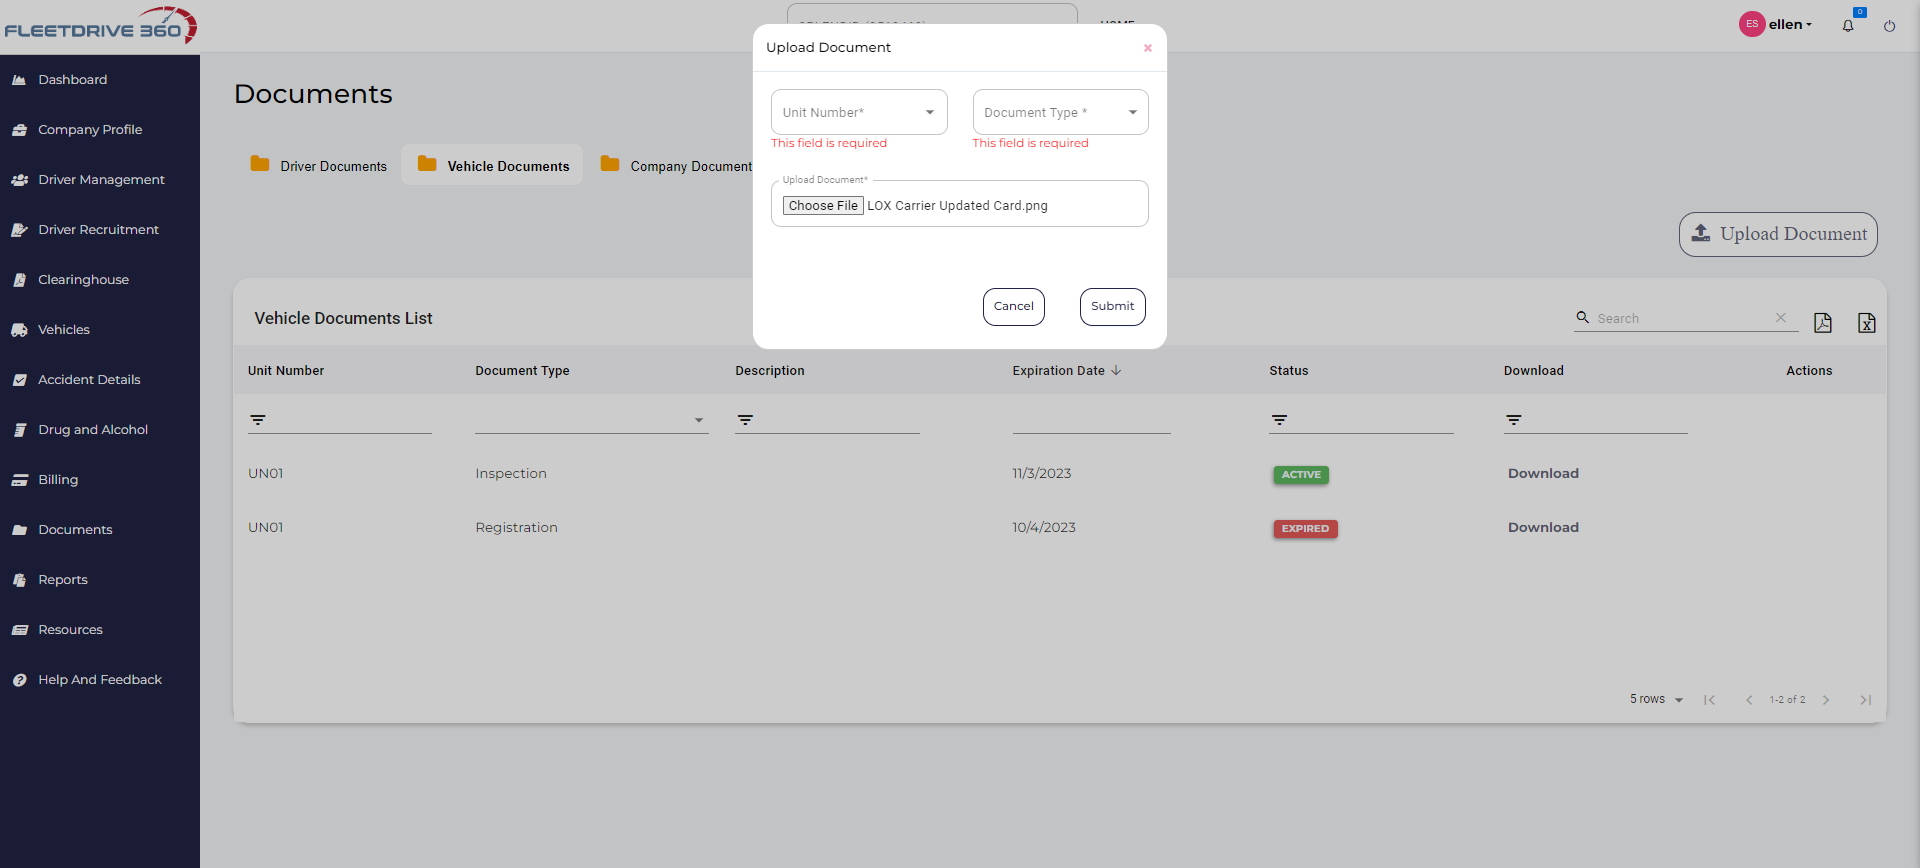 FLEETDRIVE 360
HOME
ES ellen
0
Upload Document
×
Unit Number*
Document Type *
This field is required
This field is required
Upload Document*
Choose File LOX Carrier Updated Card.png
Cancel
Submit
Dashboard
Company Profile
Driver Management
Driver Recruitment
Clearinghouse
Vehicles
Accident Details
Drug and Alcohol
Billing
Documents
Reports
Resources
Help And Feedback
Documents
Driver Documents
Vehicle Documents
Company Document
Upload Document
Vehicle Documents List
Search
Unit Number Document Type Description Expiration Date Status Download Actions
UN01 Inspection 11/3/2023 ACTIVE Download
UN01 Registration 10/4/2023 EXPIRED Download
5 rows 1-2 of 2